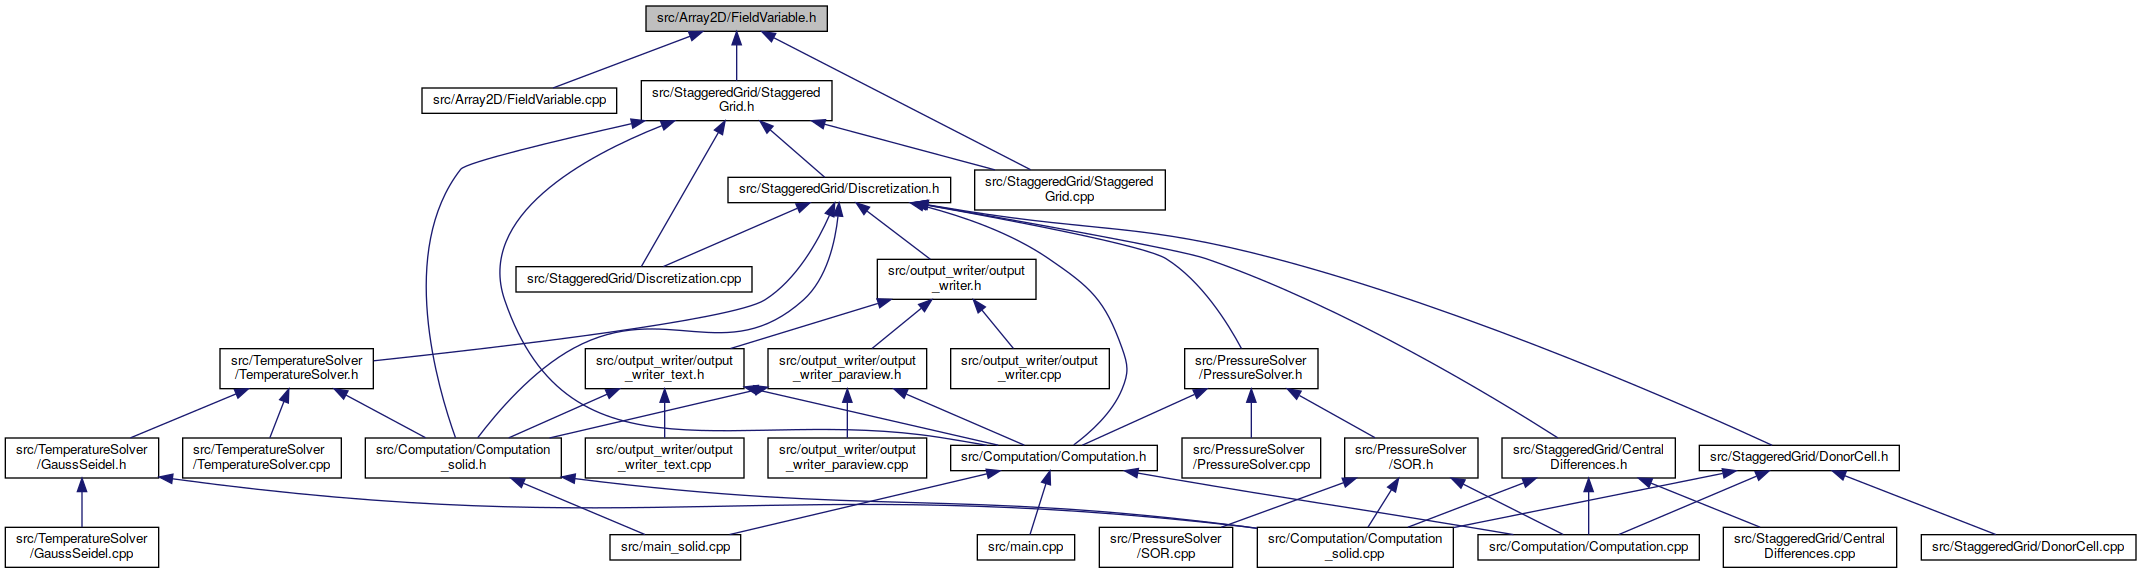 src/Array2D/FieldVariable.h
src/Array2D/FieldVariable.cpp
src/StaggeredGrid/Staggered
Grid.h
src/StaggeredGrid/Discretization.h
src/StaggeredGrid/Staggered
Grid.cpp
src/StaggeredGrid/Discretization.cpp
src/output_writer/output
_writer.h
src/TemperatureSolver
/TemperatureSolver.h
src/output_writer/output
_writer_text.h
src/output_writer/output
_writer_paraview.h
src/output_writer/output
_writer.cpp
src/PressureSolver
/PressureSolver.h
src/TemperatureSolver
/GaussSeidel.h
src/TemperatureSolver
/TemperatureSolver.cpp
src/Computation/Computation
_solid.h
src/output_writer/output
_writer_text.cpp
src/output_writer/output
_writer_paraview.cpp
src/Computation/Computation.h
src/PressureSolver
/PressureSolver.cpp
src/PressureSolver
/SOR.h
src/StaggeredGrid/Central
Differences.h
src/StaggeredGrid/DonorCell.h
src/TemperatureSolver
/GaussSeidel.cpp
src/main_solid.cpp
src/main.cpp
src/PressureSolver
/SOR.cpp
src/Computation/Computation
_solid.cpp
src/Computation/Computation.cpp
src/StaggeredGrid/Central
Differences.cpp
src/StaggeredGrid/DonorCell.cpp